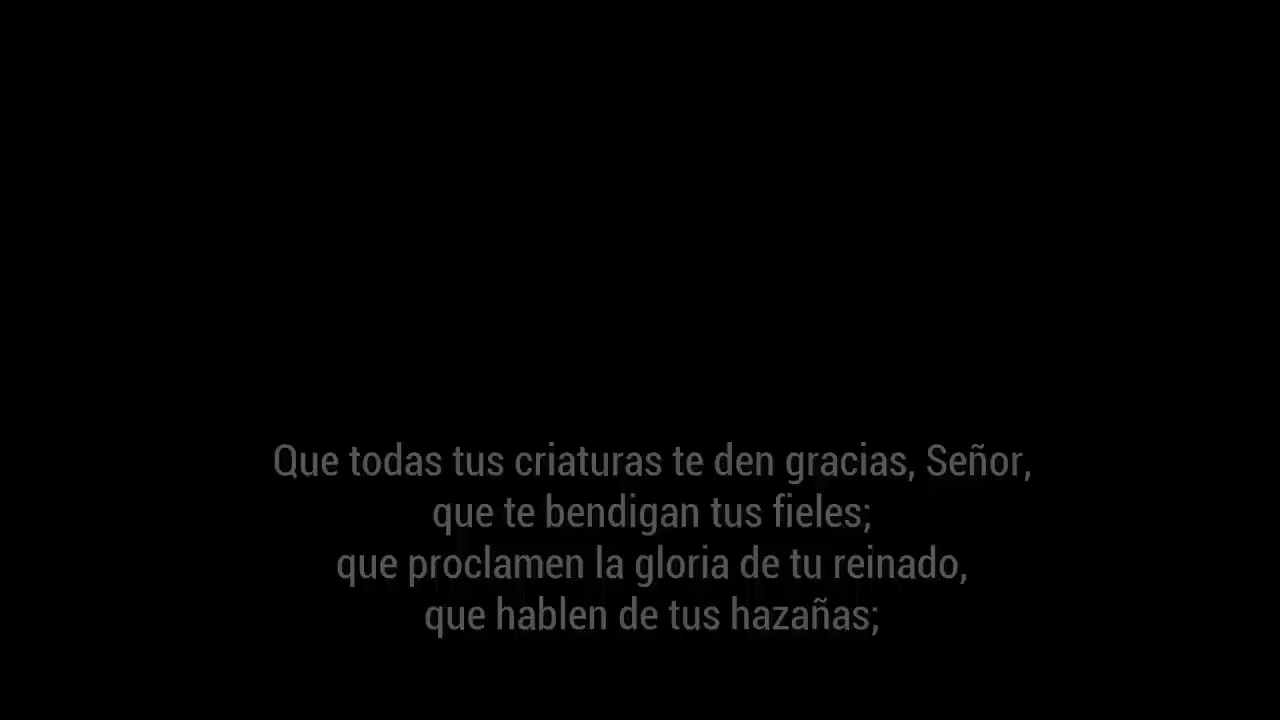 Que todas tus criaturas te den gracias, Señor,
que te bendigan tus fieles;
que proclamen la gloria de tu reinado,
que hablen de tus hazañas;